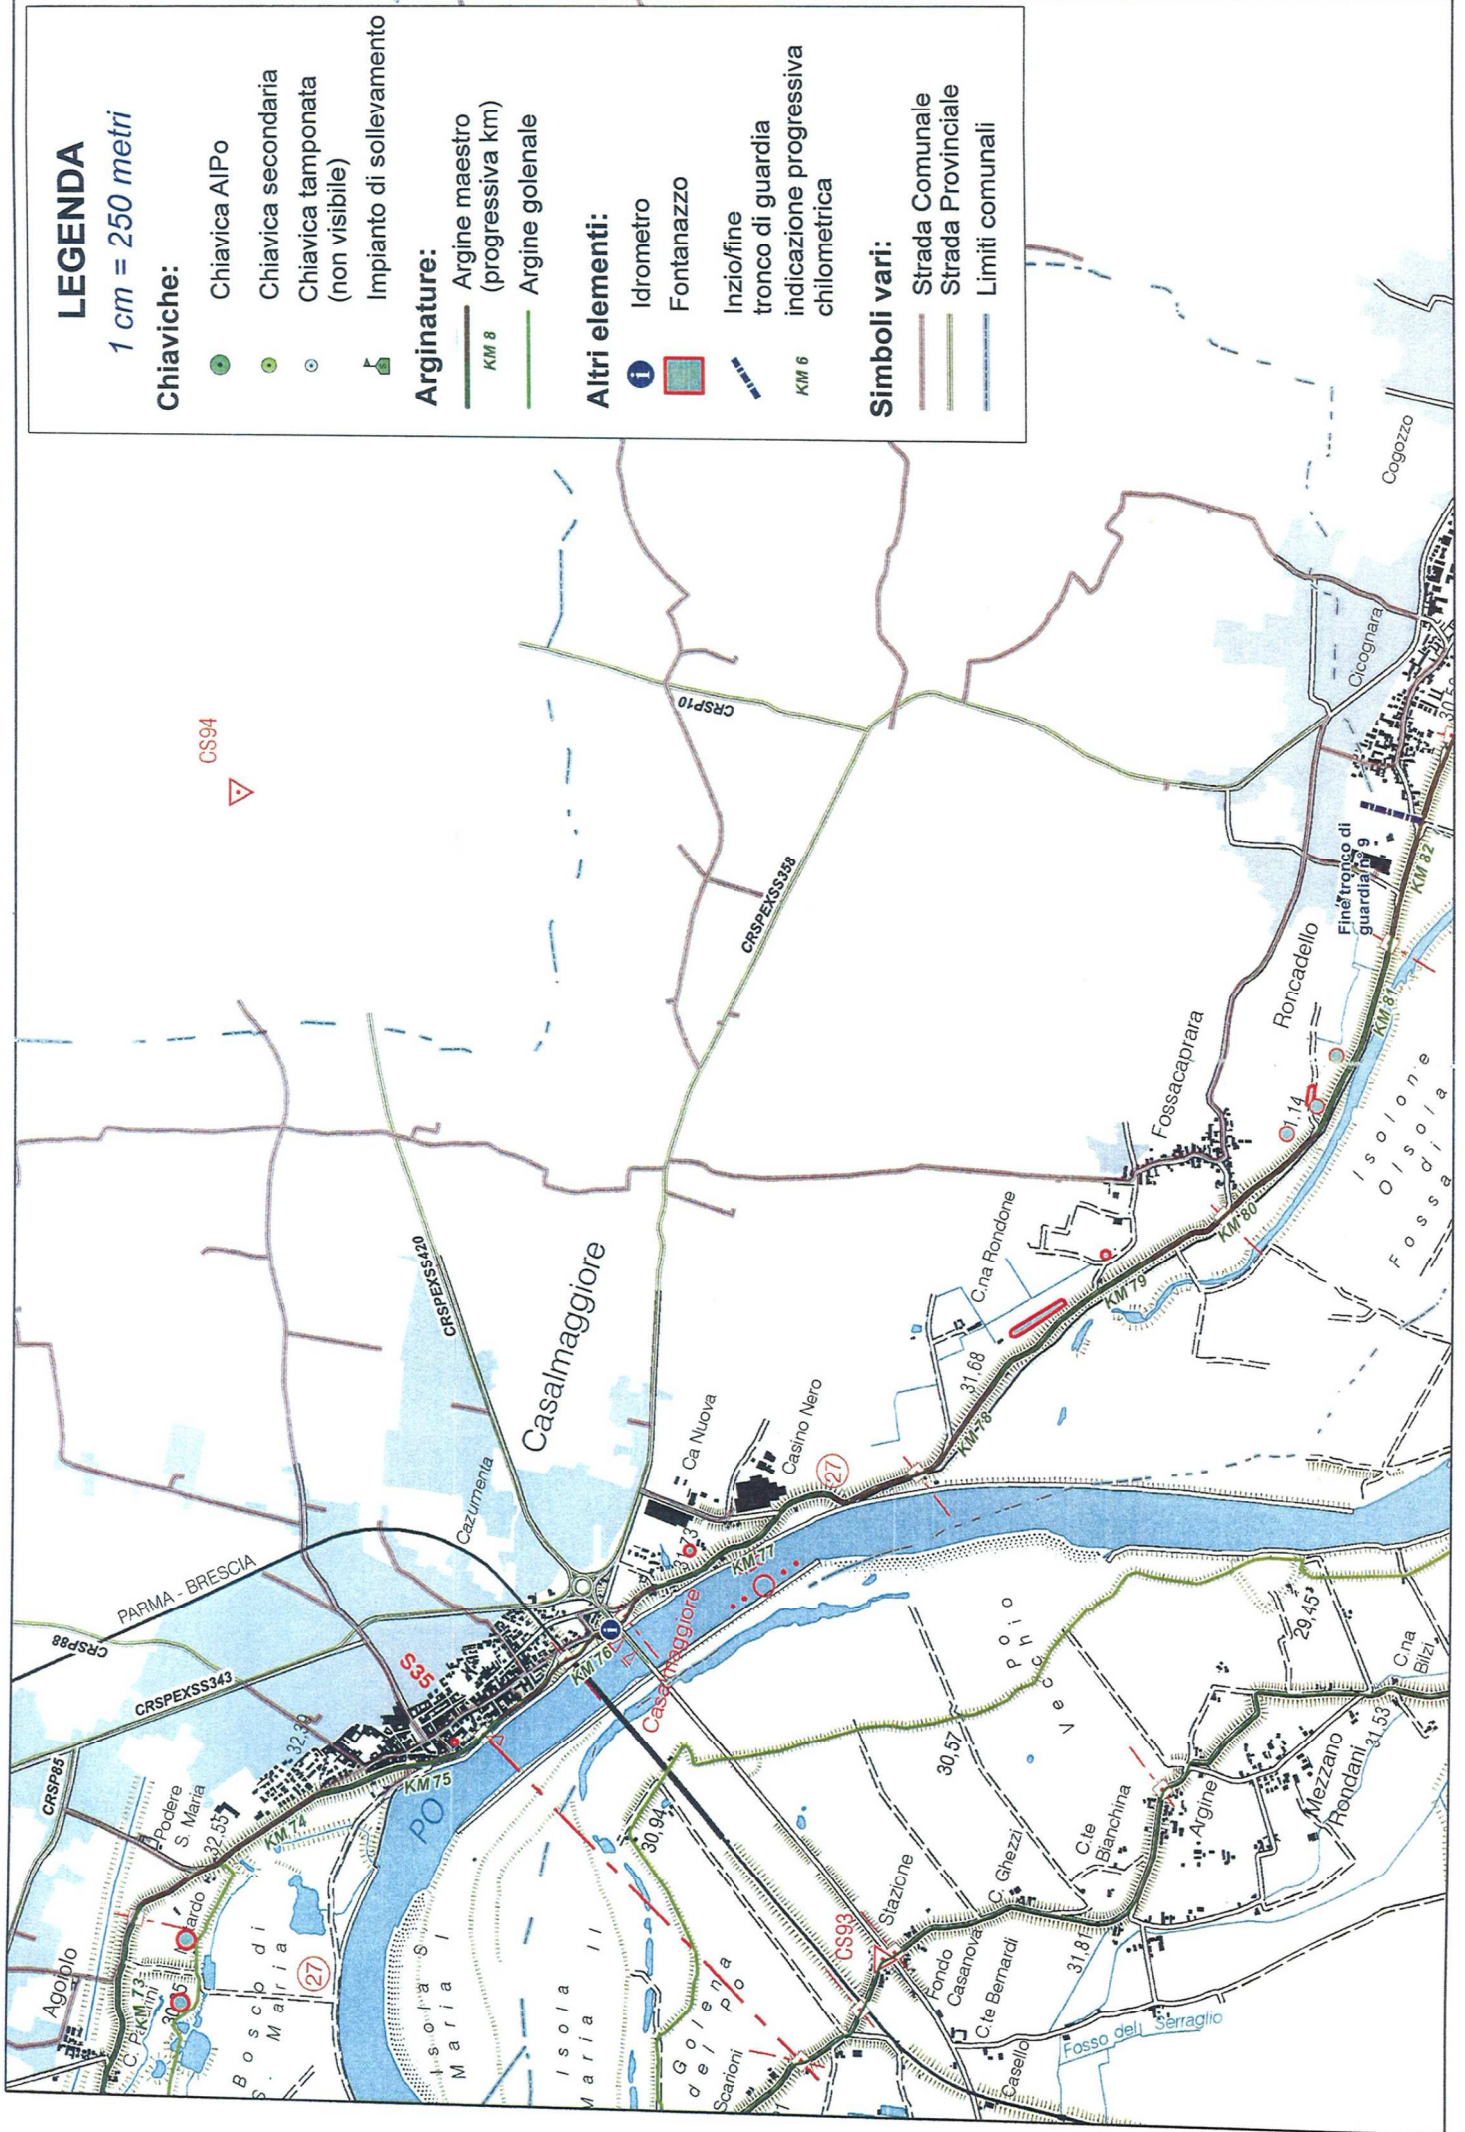 LEGENDA
1 cm = 250 metri
Chiaviche:
Chiavica AIPo
Chiavica secondaria
Chiavica tamponata
(non visibile)
Impianto di sollevamento
Arginature:
Argine maestro
KM 8
(progressiva km)
Argine golenale
Altri elementi:
i
Idrometro
Fontanazzo
Inzio/fine
tronco di guardia
KM 6
indicazione progressiva
chilometrica
Simboli vari:
Strada Comunale
Strada Provinciale
Limiti comunali
CS94
CRSP10
CRSPEXSS358
CRSPEXSS420
CRSPEXSS343
CRSP88
CRSP85
PARMA - BRESCIA
Casalmaggiore
Cazumenta
Agoiolo
Podere
S. Maria
32.55
32.39
S35
KM 73
KM 74
KM 75
KM 76
KM 77
KM 78
KM 79
KM 80
KM 81
KM 82
PO
Bosco di
S. Maria
27
Isola S
Maria I
Isola
Maria II
Golena
del Po
Scarioni
Casalmaggiore
i
Ca Nuova
Casino Nero
27
31.68
C.na Rondone
Fossacaprara
Roncadello
1.14
Fine tronco di
guardia n° 9
Cicognara
Cogozzo
Isolone
O Isola
Fossa di
Po
Vecchio
30,94
30,57
29,45
C.na
Bilzi
31,53
Mezzano
Rondani
Argine
C.te
Bianchina
C. Ghezzi
Stazione
CS93
Fondo
Casanova
C.te Bernardi
31,81
Casello
Fosso del Serraglio